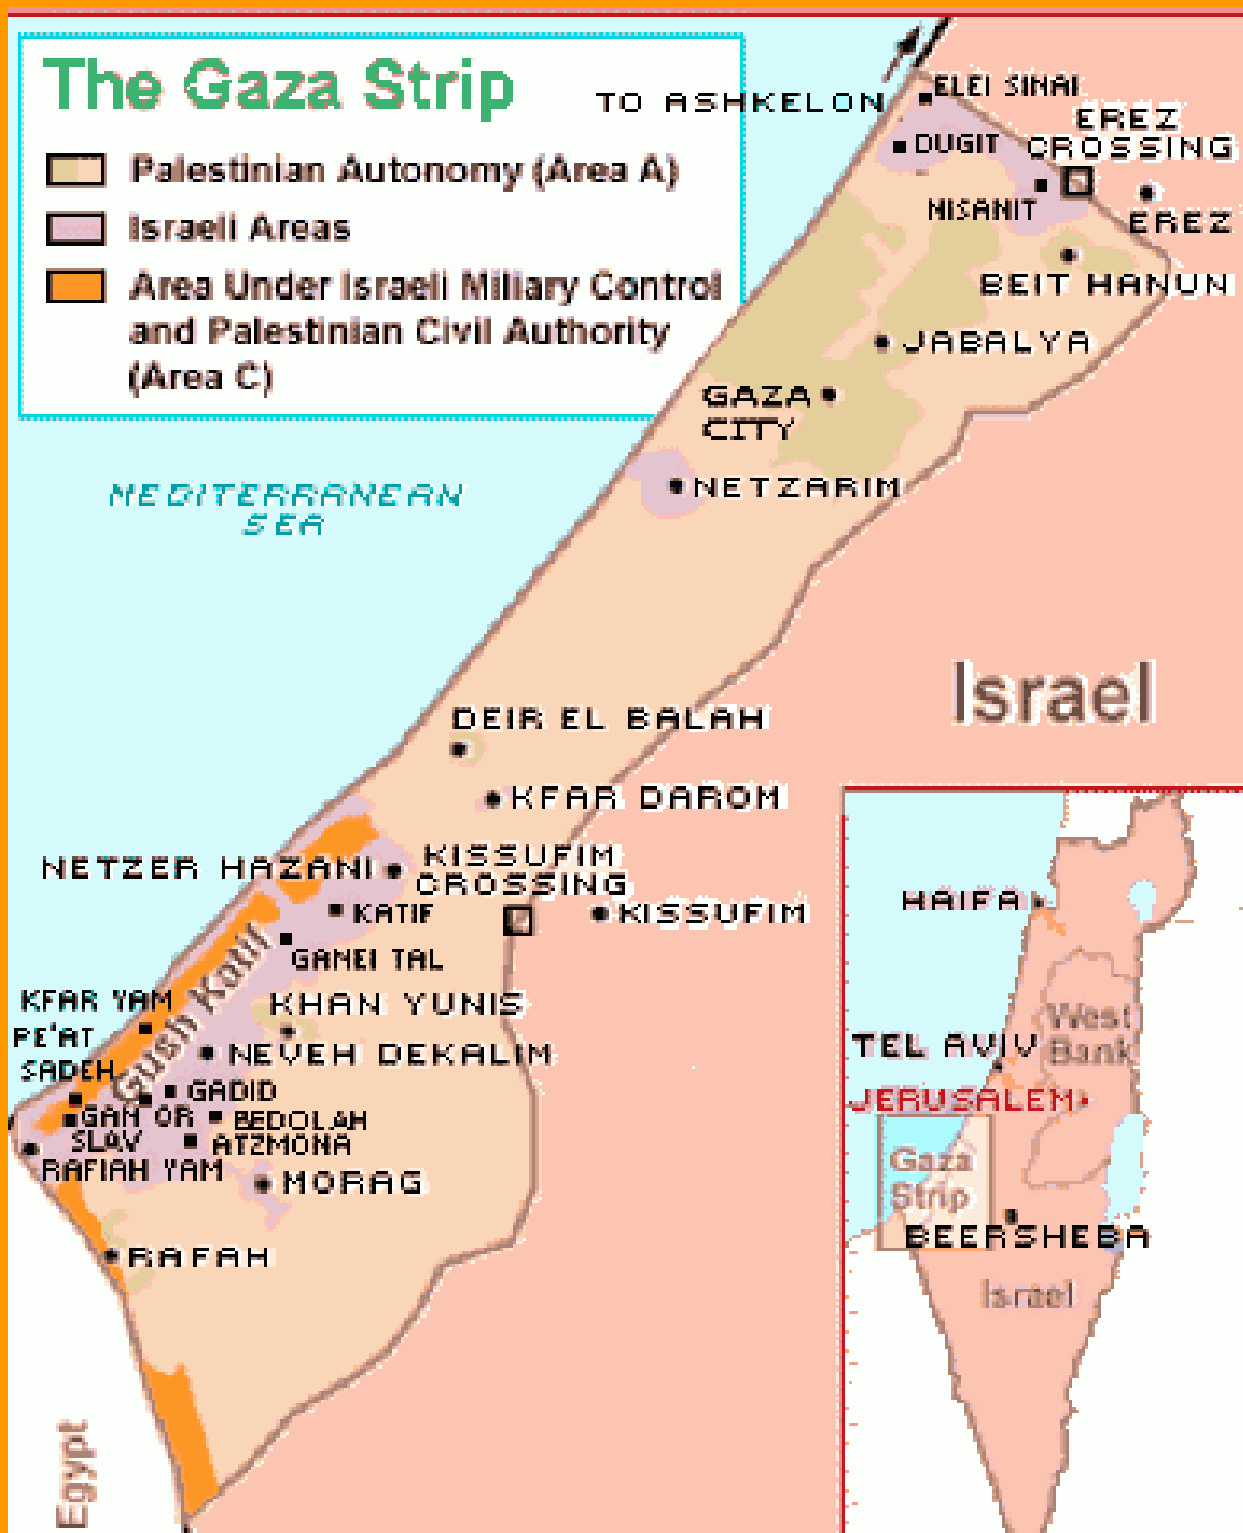 The Gaza Strip
Palestinian Autonomy (Area A)
Israeli Areas
Area Under Israeli Miliary Control
and Palestinian Civil Authority
(Area C)
TO ASHKELON
ELEI SINAI
EREZ
CROSSING
DUGIT
NISANIT
EREZ
BEIT HANUN
JABALYA
GAZA
CITY
NETZARIM
MEDITERRANEAN
SEA
Israel
DEIR EL BALAH
KFAR DAROM
NETZER HAZANI
KISSUFIM
CROSSING
KATIF
KISSUFIM
GANEI TAL
Gush Katif
KFAR YAM
KHAN YUNIS
PE'AT
SADEH
NEVEH DEKALIM
GADID
GAN OR
BEDOLAH
SLAV
ATZMONA
RAFIAH YAM
MORAG
RAFAH
Egypt
HAIFA
West
Bank
TEL AVIV
JERUSALEM
Gaza
Strip
BEERSHEBA
Israel